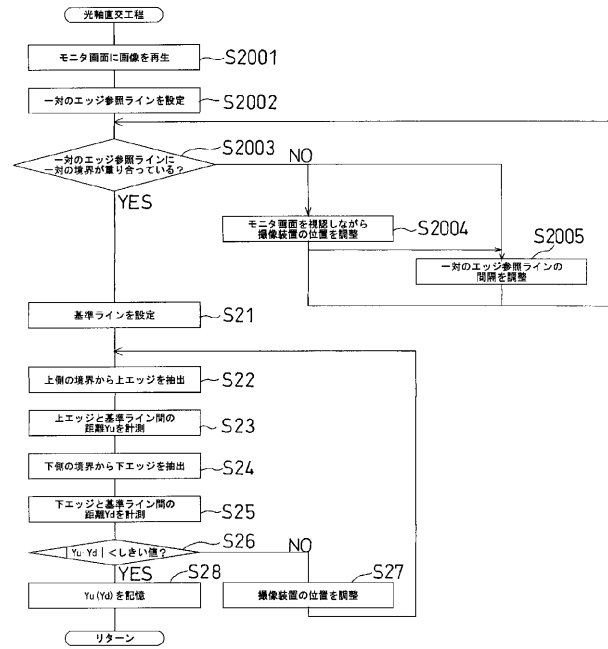 光軸直交工程
モニタ画面に画像を再生
S2001
一対のエッジ参照ラインを設定
S2002
一対のエッジ参照ラインに
一対の境界が重り合っている？
S2003
NO
YES
モニタ画面を視認しながら
撮像装置の位置を調整
S2004
S2005
一対のエッジ参照ラインの
間隔を調整
基準ラインを設定
S21
上側の境界から上エッジを抽出
S22
上エッジと基準ライン間の
距離Yuを計測
S23
下側の境界から下エッジを抽出
S24
下エッジと基準ライン間の
距離Ydを計測
S25
｜Yu Yd｜<しきい値？
S26
NO
YES
S28
Yu(Yd)を記憶
S27
撮像装置の位置を調整
リターン